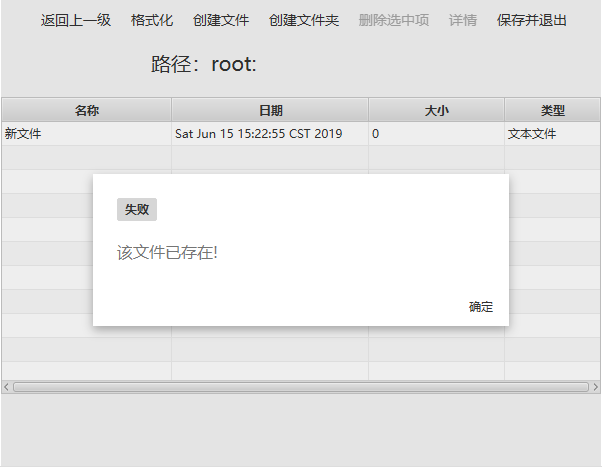 返回上一级 格式化 创建文件 创建文件夹 删除选中项 详情 保存并退出
路径：root:
名称 日期 大小 类型
新文件 Sat Jun 15 15:22:55 CST 2019 0 文本文件
失败
该文件已存在!
确定